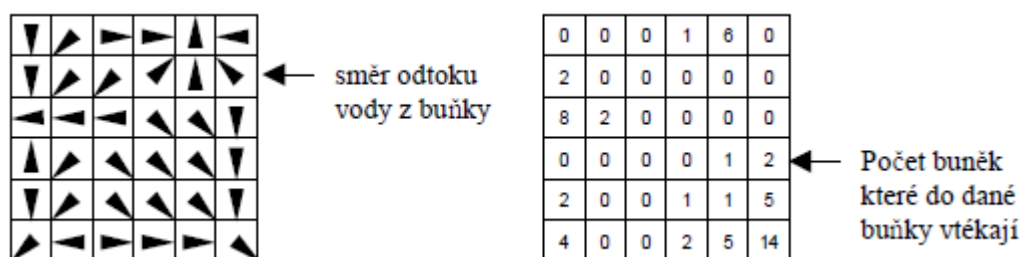 směr odtoku
vody z buňky
0 0 0 1 6 0
2 0 0 0 0 0
8 2 0 0 0 0
0 0 0 0 1 2
2 0 0 1 1 5
4 0 0 2 5 14
Počet buněk
které do dané
buňky vtékají